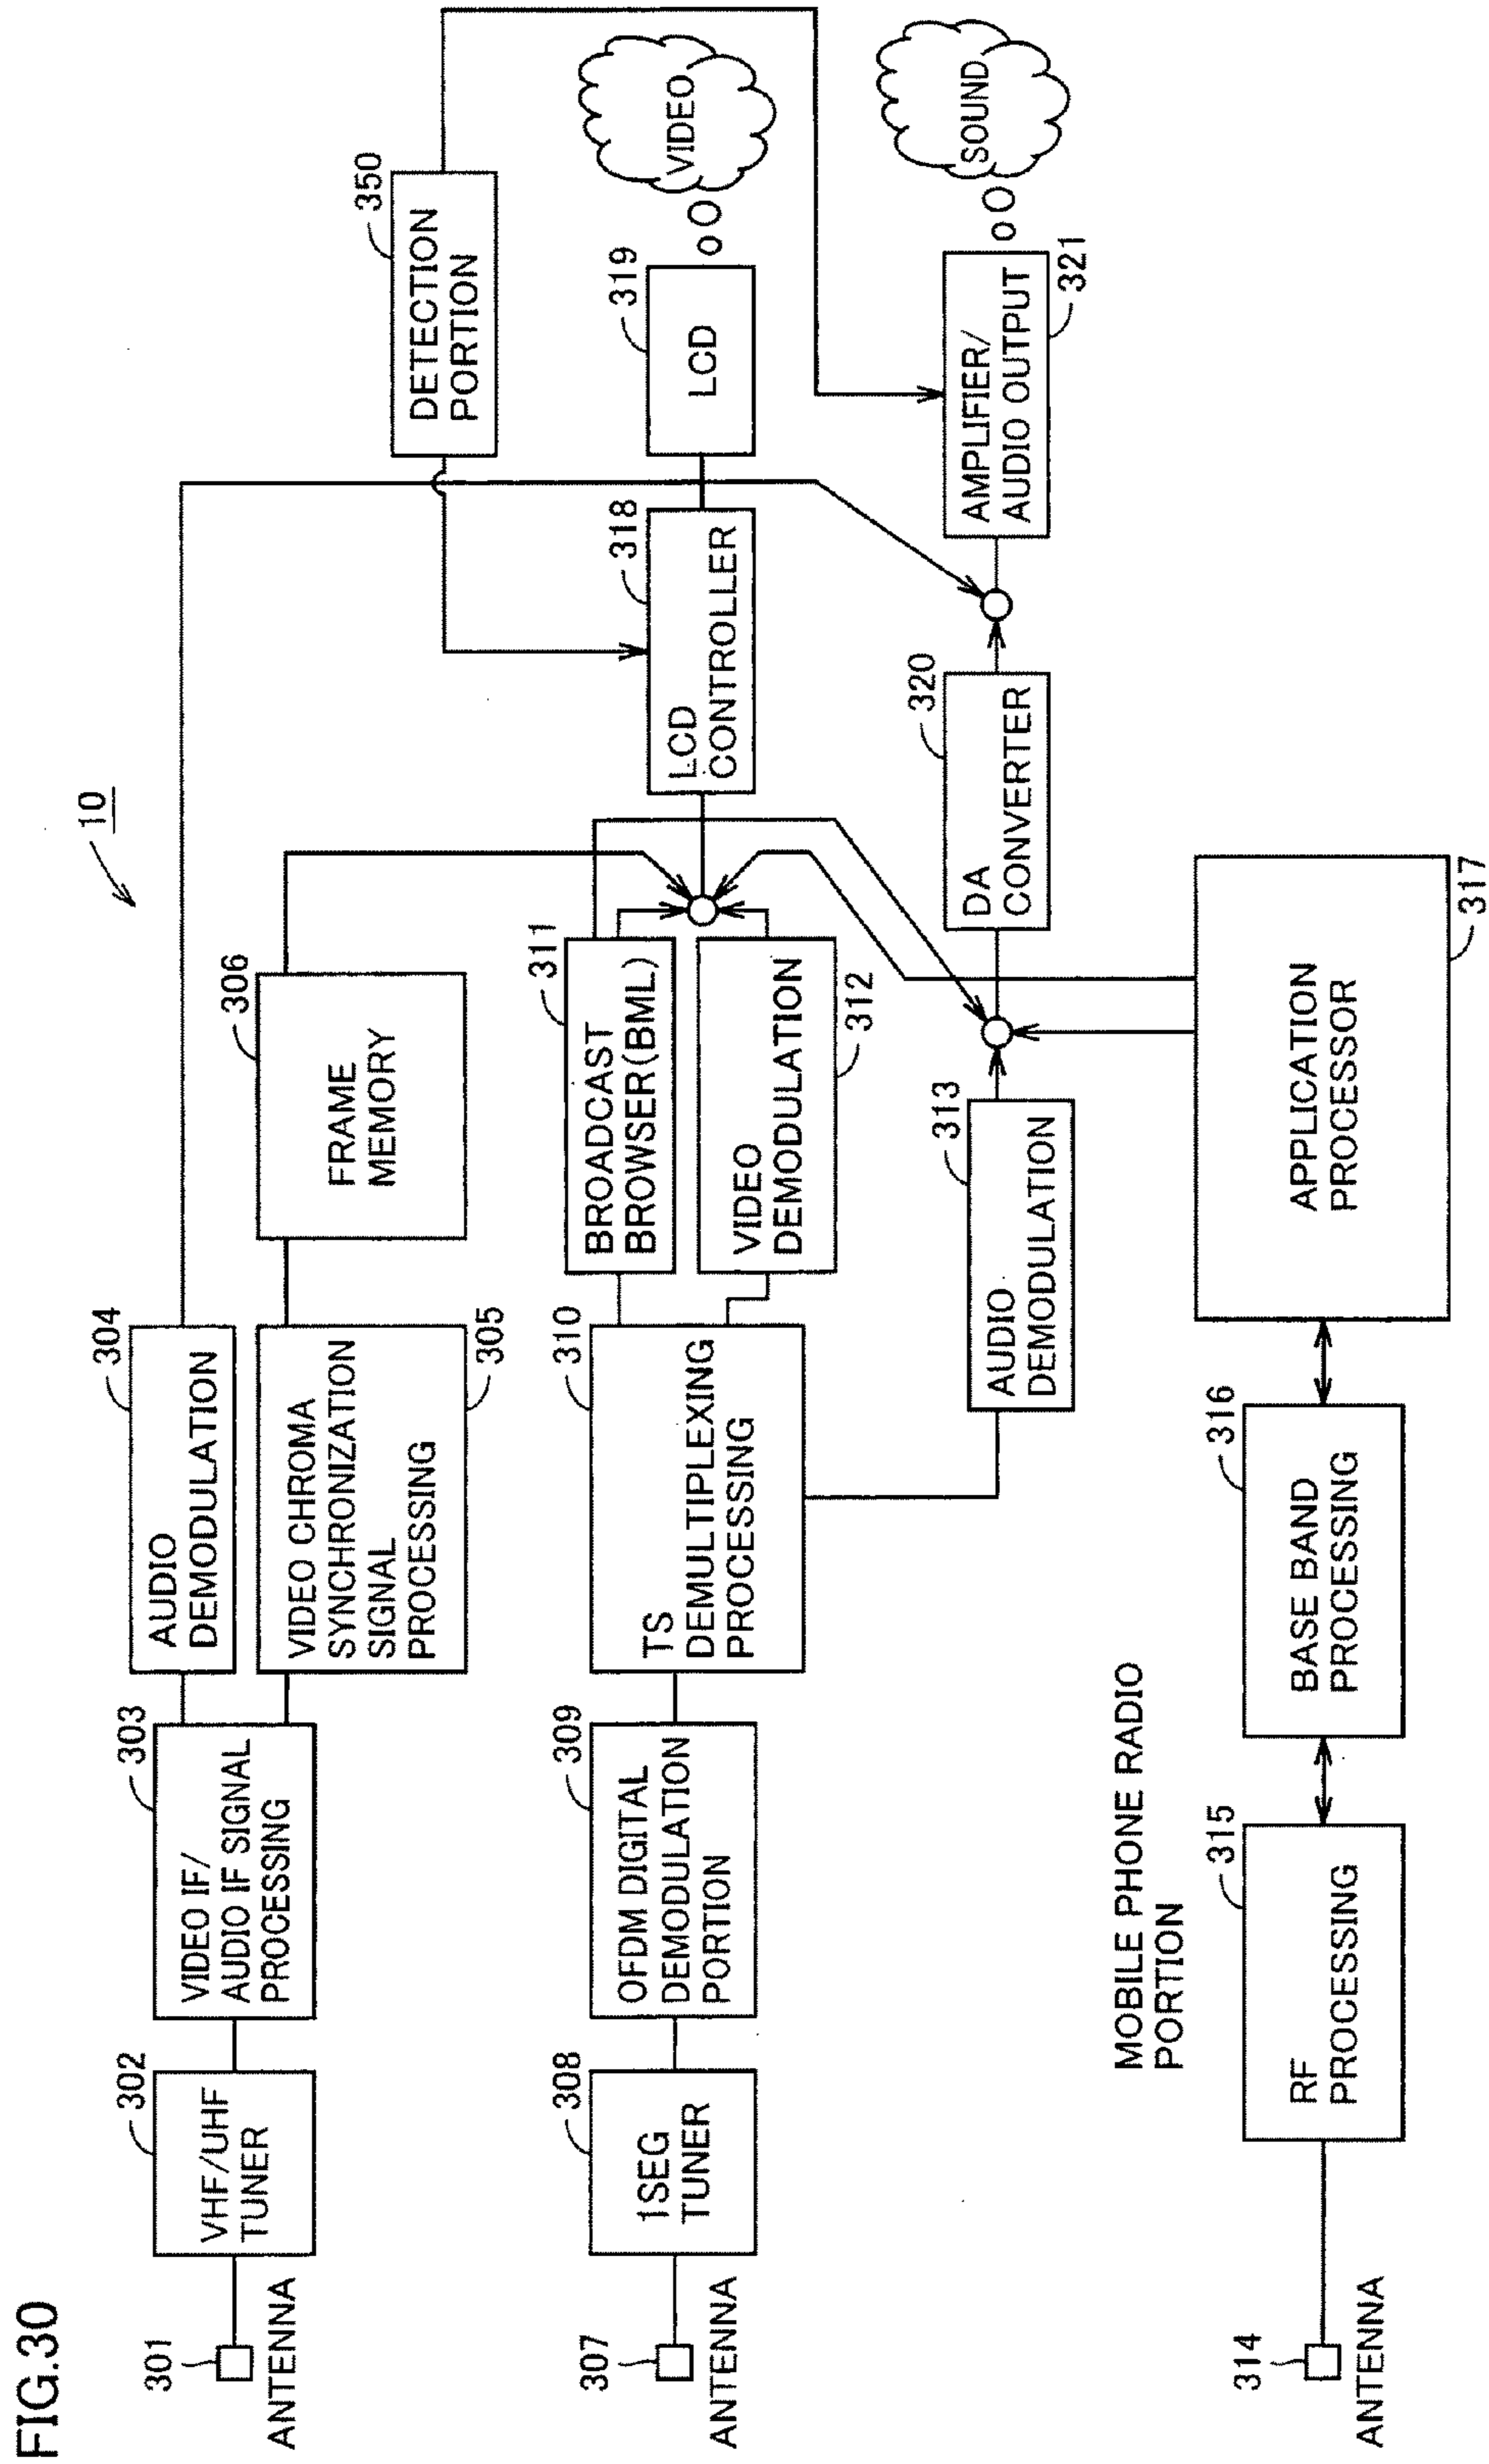 FIG.30
10
301
ANTENNA
302
VHF/UHF
TUNER
303
VIDEO IF/
AUDIO IF SIGNAL
PROCESSING
304
AUDIO
DEMODULATION
305
VIDEO CHROMA
SYNCHRONIZATION
SIGNAL
PROCESSING
306
FRAME
MEMORY
350
DETECTION
PORTION
307
ANTENNA
308
1SEG
TUNER
309
OFDM DIGITAL
DEMODULATION
PORTION
310
TS
DEMULTIPLEXING
PROCESSING
311
BROADCAST
BROWSER(BML)
VIDEO
DEMODULATION
312
318
LCD
CONTROLLER
319
LCD
VIDEO
313
AUDIO
DEMODULATION
320
DA
CONVERTER
AMPLIFIER/
AUDIO OUTPUT
321
SOUND
MOBILE PHONE RADIO
PORTION
314
ANTENNA
315
RF
PROCESSING
316
BASE BAND
PROCESSING
APPLICATION
PROCESSOR
317